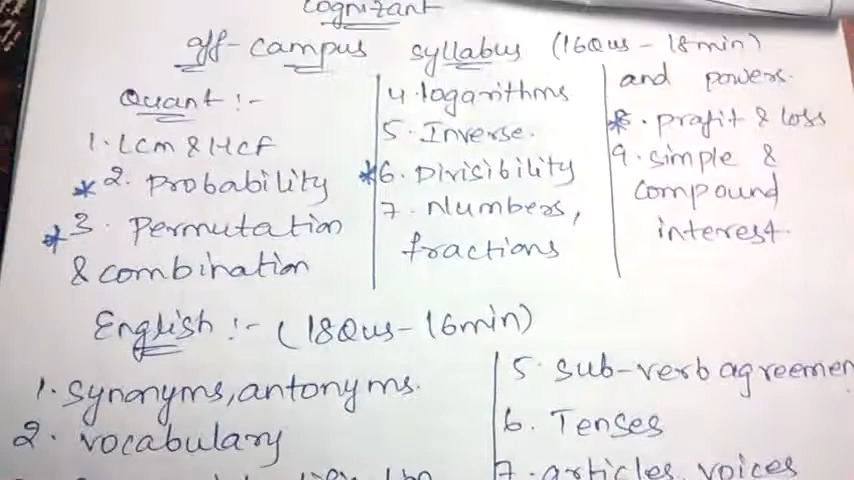 Cognizant
off-campus syllabus (16Qus - 18min)
Quant :-
1. LCM & HCF
* 2. Probability
* 3. Permutation
& combination
4. logarithms
5. Inverse.
*6. Divisibility
7. Numbers,
fractions
and powers.
*8. profit & loss
9. simple &
compound
interest.
English :- (18Qus - 16min)
1. synonyms, antonyms.
2. vocabulary
5. sub-verb agreemen
6. Tenses
7. articles, voices